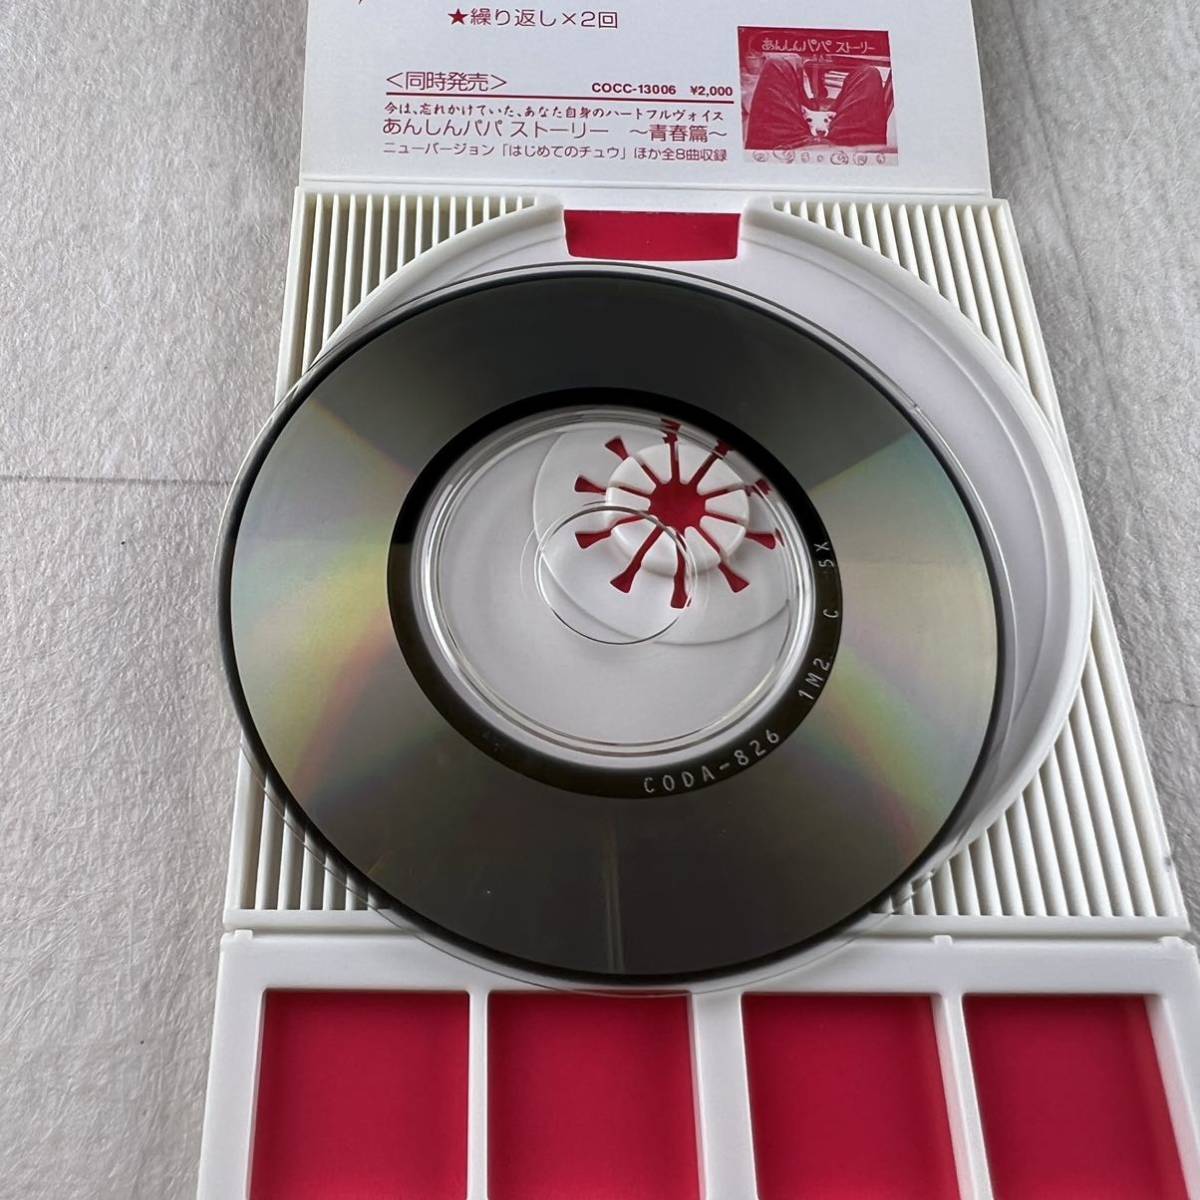 ★繰り返し×2回
<同時発売>
COCC-13006 ¥2,000
今は、忘れかけていた、あなた自身のハートフルヴォイス
あんしんパパ ストーリー ～青春篇～
ニューバージョン「はじめてのチュウ」ほか全8曲収録
あんしんパパ ストーリー
CODA-826 1M2 C 5X